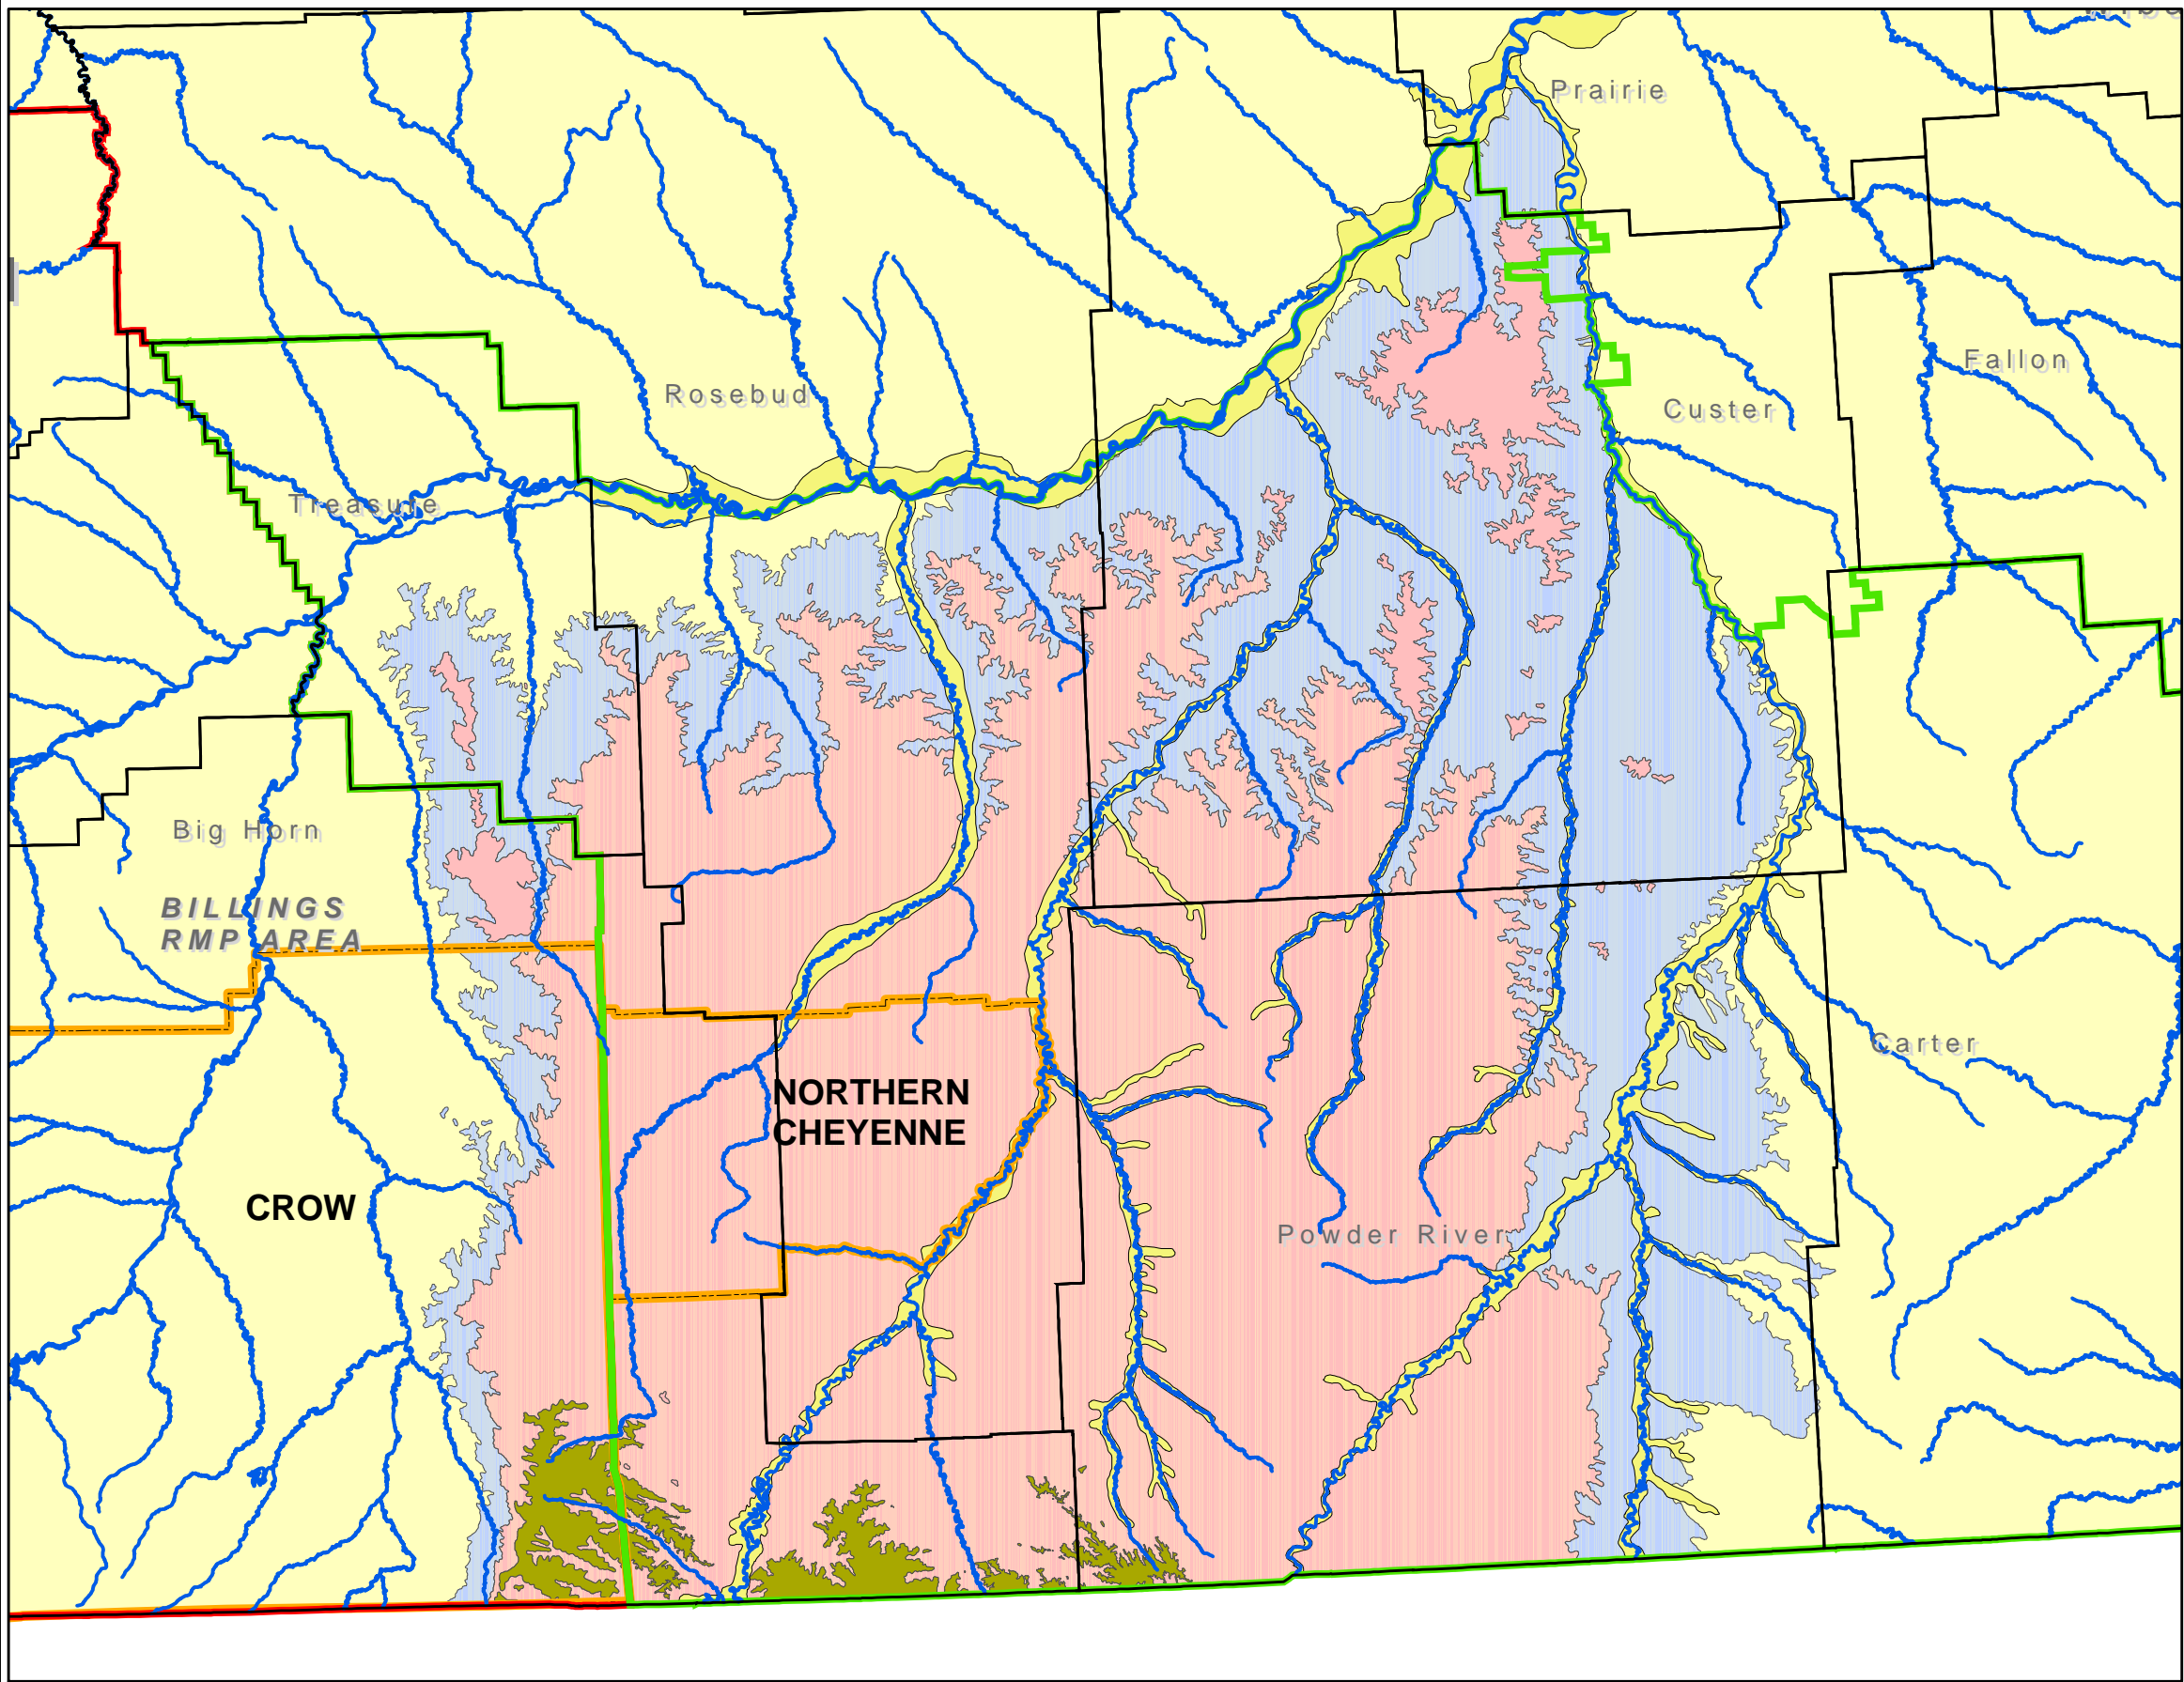 Prairie
Fallon
Rosebud
Custer
Treasure
Big Horn
BILLINGS
RMP AREA
Carter
NORTHERN
CHEYENNE
CROW
Powder River